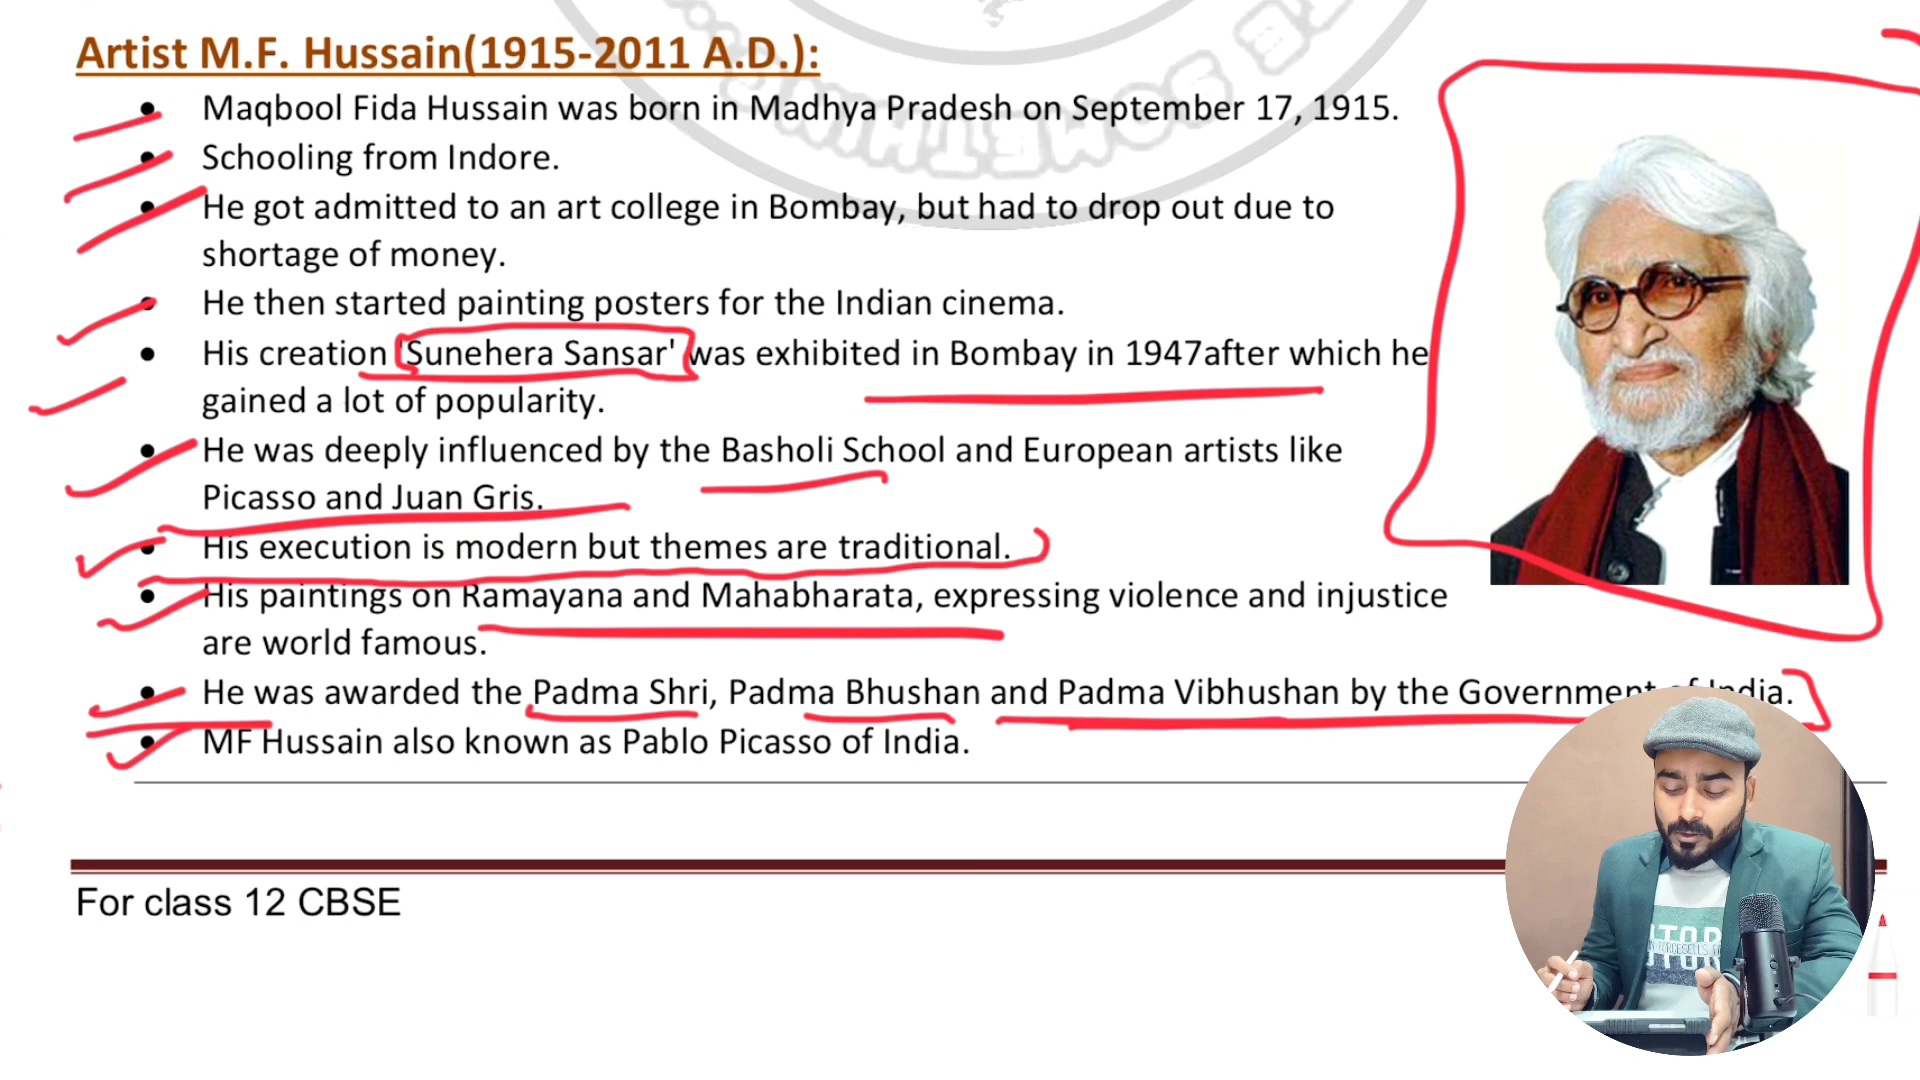 Artist M.F. Hussain(1915-2011 A.D.):
• Maqbool Fida Hussain was born in Madhya Pradesh on September 17, 1915.
• Schooling from Indore.
• He got admitted to an art college in Bombay, but had to drop out due to
shortage of money.
• He then started painting posters for the Indian cinema.
• His creation 'Sunehera Sansar' was exhibited in Bombay in 1947after which he
gained a lot of popularity.
• He was deeply influenced by the Basholi School and European artists like
Picasso and Juan Gris.
• His execution is modern but themes are traditional.
• His paintings on Ramayana and Mahabharata, expressing violence and injustice
are world famous.
• He was awarded the Padma Shri, Padma Bhushan and Padma Vibhushan by the Government of India.
• MF Hussain also known as Pablo Picasso of India.
For class 12 CBSE